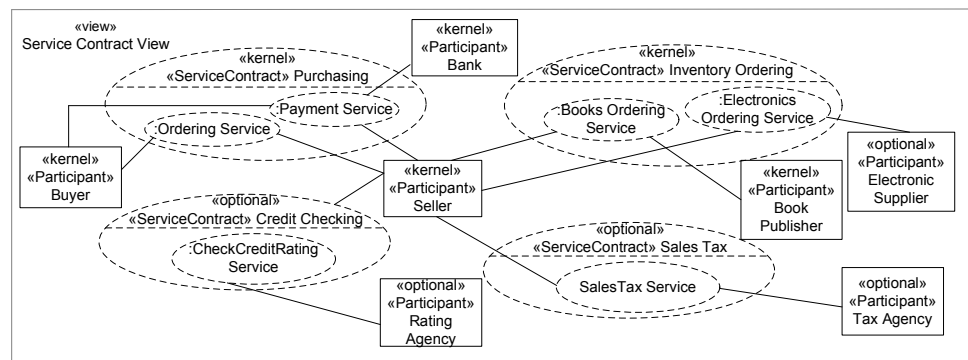 «view»
Service Contract View
«kernel»
«ServiceContract» Purchasing
:Payment Service
:Ordering Service
«kernel»
«Participant»
Bank
«kernel»
«ServiceContract» Inventory Ordering
:Books Ordering
Service
:Electronics
Ordering Service
«kernel»
«Participant»
Buyer
«kernel»
«Participant»
Seller
«kernel»
«Participant»
Book
Publisher
«optional»
«Participant»
Electronic
Supplier
«optional»
«ServiceContract» Credit Checking
:CheckCreditRating
Service
«optional»
«Participant»
Rating
Agency
«optional»
«ServiceContract» Sales Tax
SalesTax Service
«optional»
«Participant»
Tax Agency